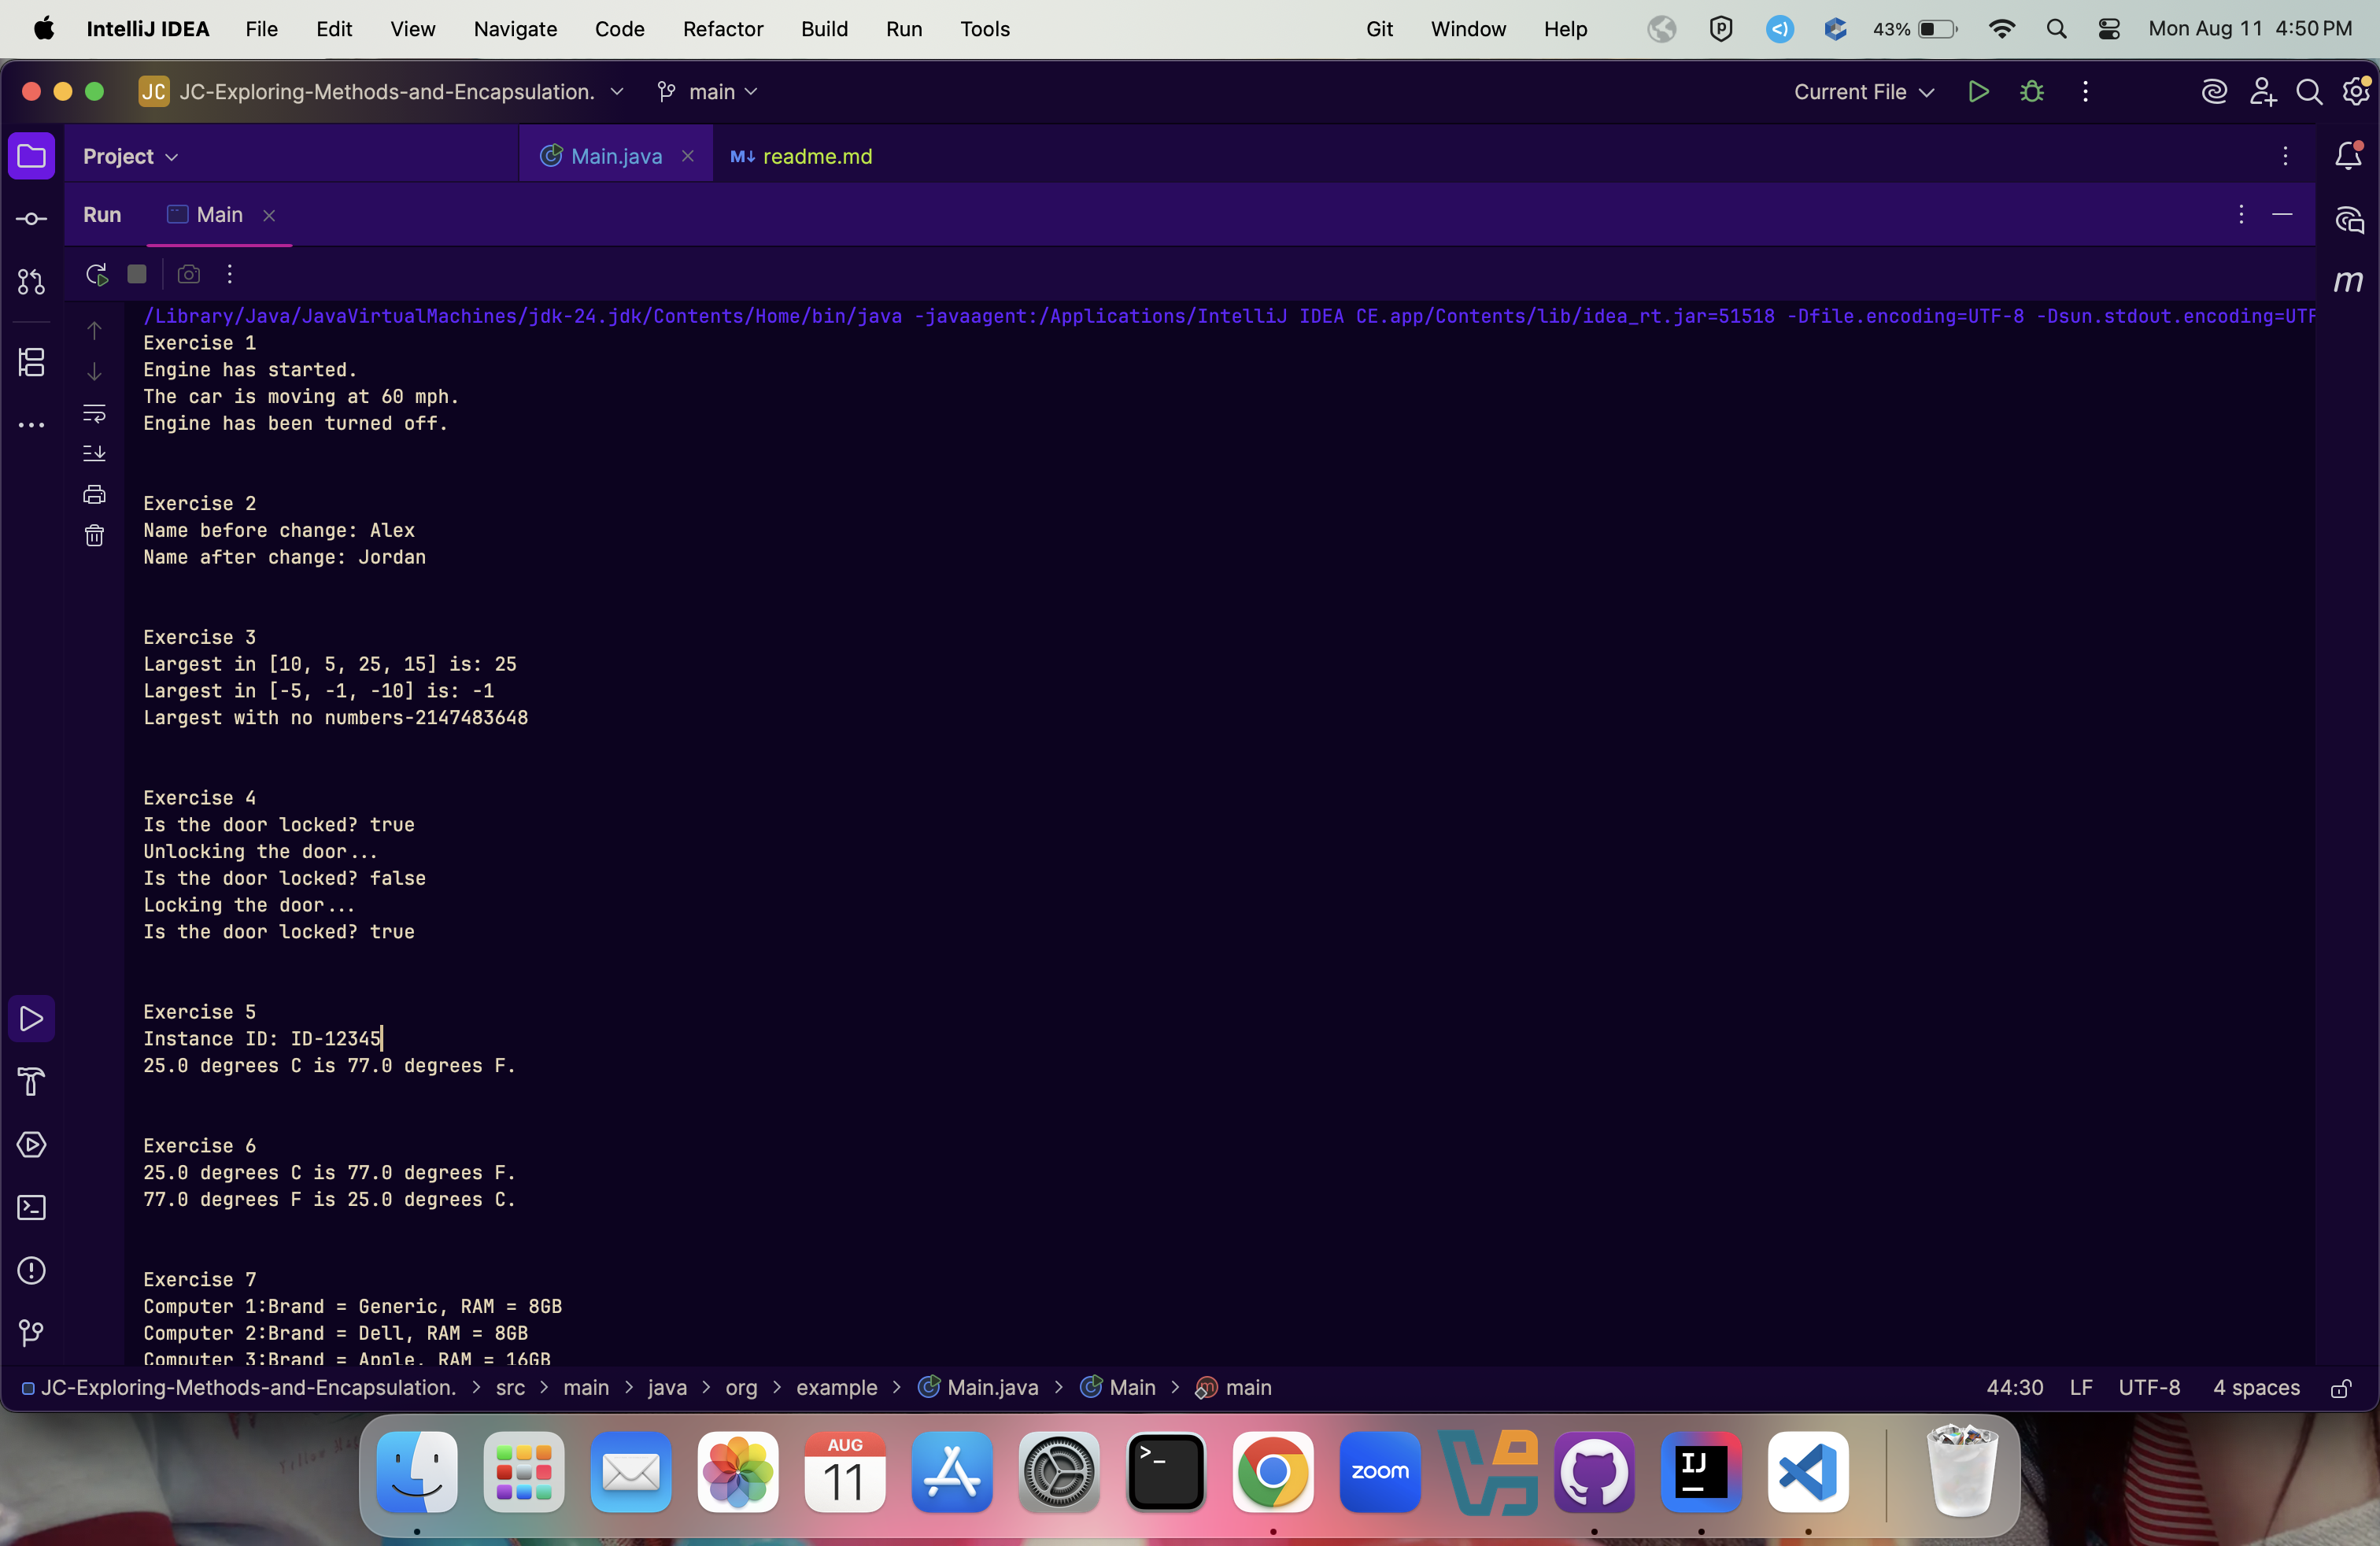 IntelliJ IDEA File Edit View Navigate Code Refactor Build Run Tools Git Window Help 43% Mon Aug 11 4:50 PM
JC JC-Exploring-Methods-and-Encapsulation. main Current File
Project Main.java M↓ readme.md
Run Main
/Library/Java/JavaVirtualMachines/jdk-24.jdk/Contents/Home/bin/java -javaagent:/Applications/IntelliJ IDEA CE.app/Contents/lib/idea_rt.jar=51518 -Dfile.encoding=UTF-8 -Dsun.stdout.encoding=UTF
Exercise 1
Engine has started.
The car is moving at 60 mph.
Engine has been turned off.
Exercise 2
Name before change: Alex
Name after change: Jordan
Exercise 3
Largest in [10, 5, 25, 15] is: 25
Largest in [-5, -1, -10] is: -1
Largest with no numbers-2147483648
Exercise 4
Is the door locked? true
Unlocking the door...
Is the door locked? false
Locking the door...
Is the door locked? true
Exercise 5
Instance ID: ID-12345
25.0 degrees C is 77.0 degrees F.
Exercise 6
25.0 degrees C is 77.0 degrees F.
77.0 degrees F is 25.0 degrees C.
Exercise 7
Computer 1:Brand = Generic, RAM = 8GB
Computer 2:Brand = Dell, RAM = 8GB
Computer 3:Brand = Apple, RAM = 16GB
JC-Exploring-Methods-and-Encapsulation. > src > main > java > org > example > Main.java > Main > main 44:30 LF UTF-8 4 spaces
AUG
11
zoom
IJ